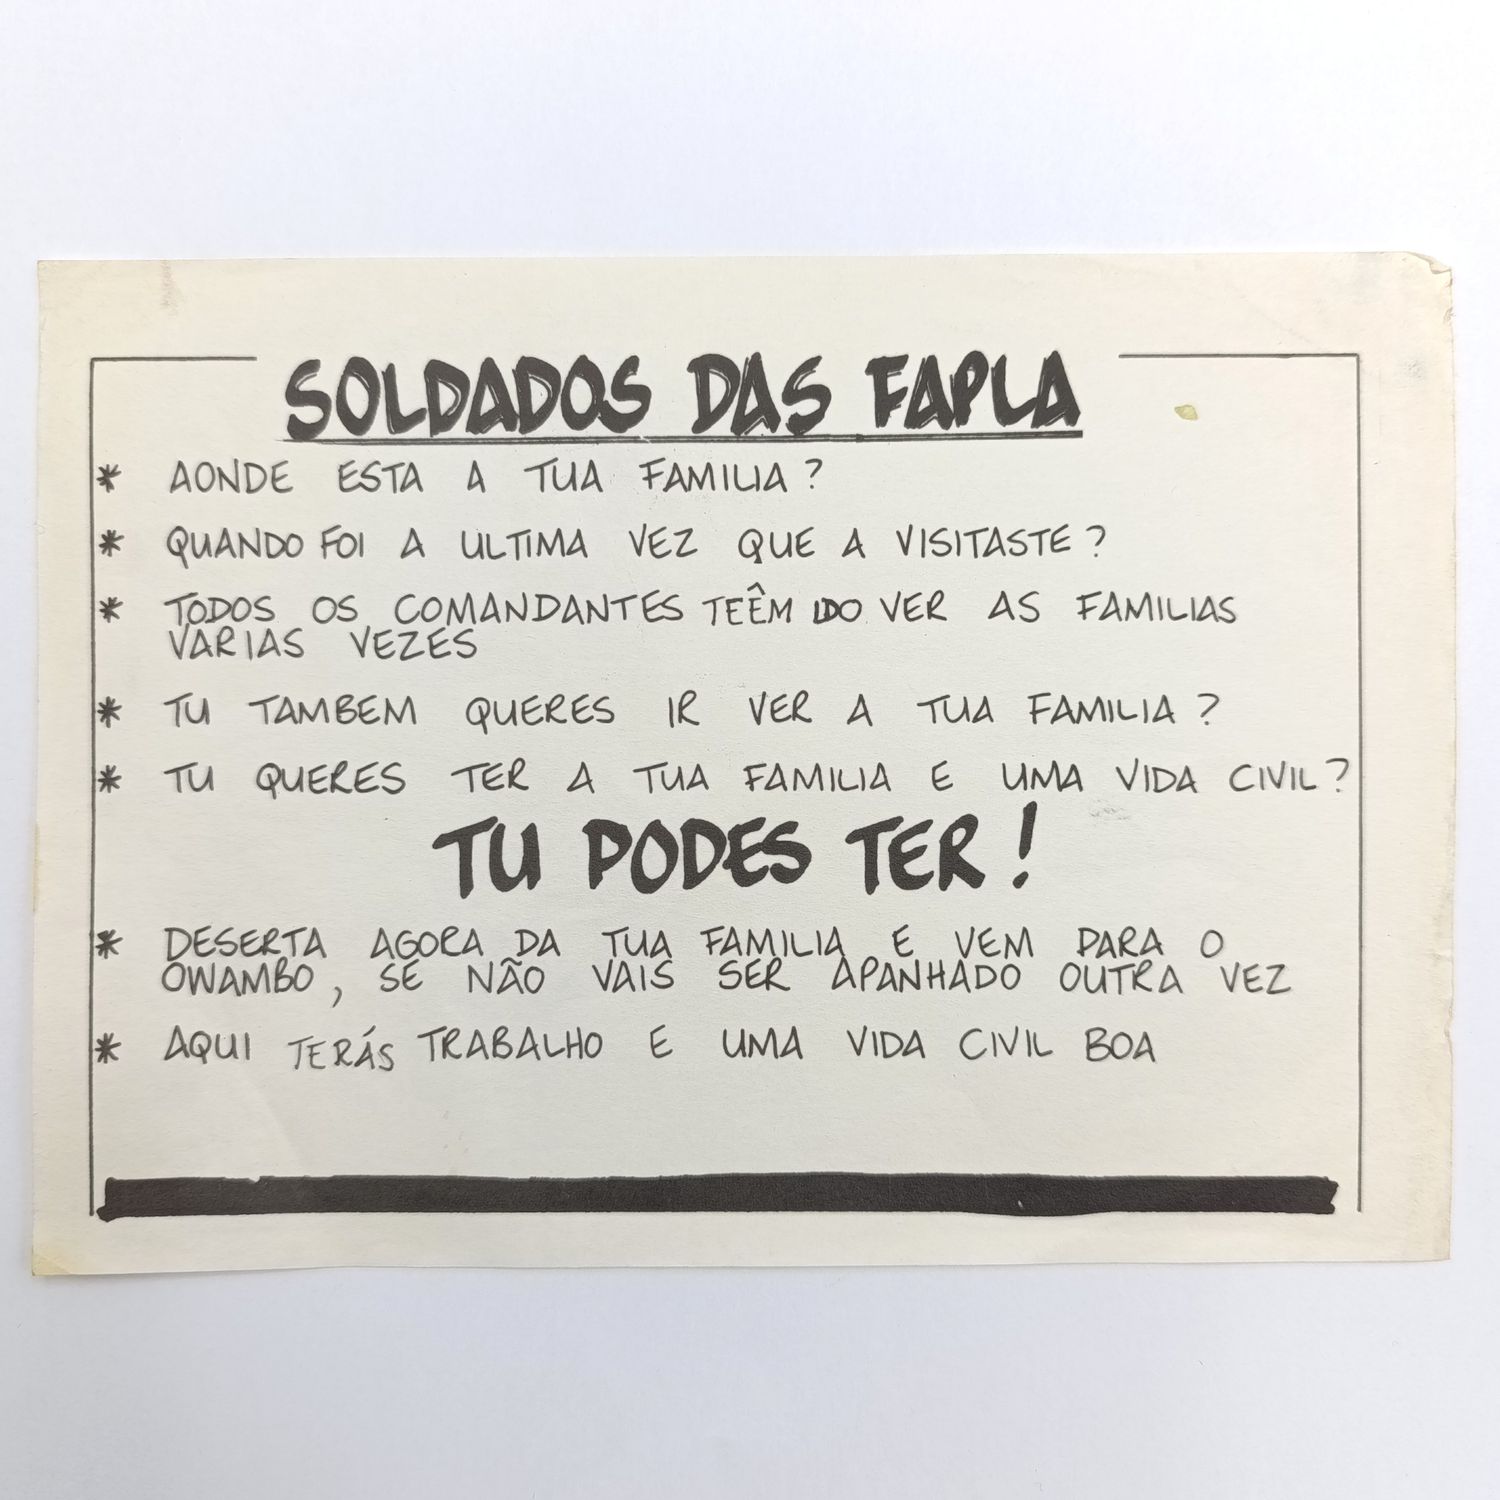 SOLDADOS DAS FAPLA
* AONDE ESTA A TUA FAMILIA?
* QUANDO FOI A ULTIMA VEZ QUE A VISITASTE?
* TODOS OS COMANDANTES TEÊM IDO VER AS FAMILIAS
VARIAS VEZES
* TU TAMBEM QUERES IR VER A TUA FAMILIA?
* TU QUERES TER A TUA FAMILIA E UMA VIDA CIVIL?
TU PODES TER!
* DESERTA AGORA DA TUA FAMILIA E VEM PARA O
OWAMBO, SE NÃO VAIS SER APANHADO OUTRA VEZ
* AQUI TERÁS TRABALHO E UMA VIDA CIVIL BOA